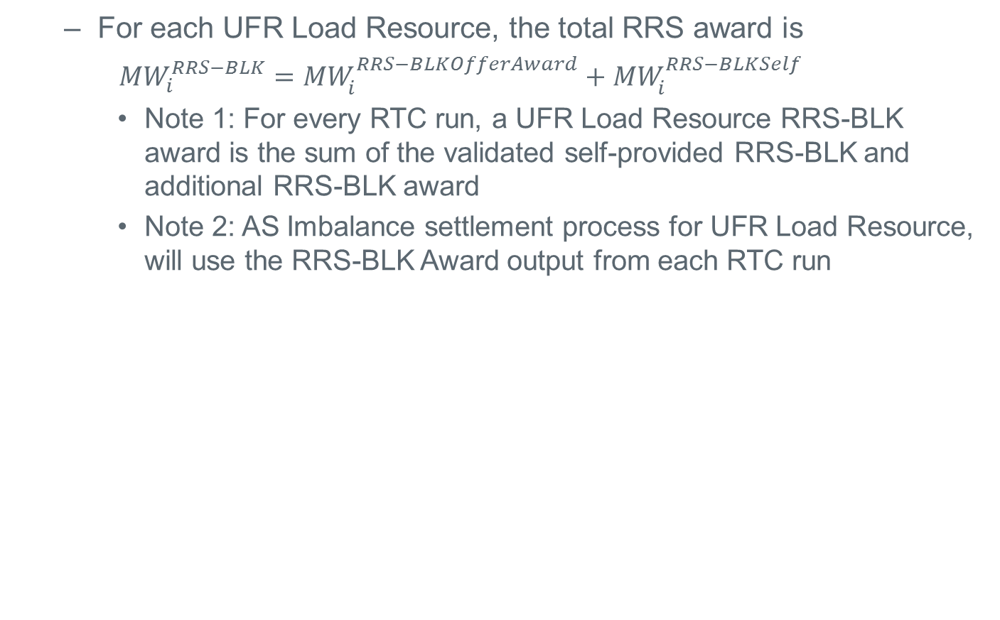 – For each UFR Load Resource, the total RRS award is
𝑀𝑊ᵢ^{RRS−BLK} = 𝑀𝑊ᵢ^{RRS−BLKOfferAward} + 𝑀𝑊ᵢ^{RRS−BLKSelf}
• Note 1: For every RTC run, a UFR Load Resource RRS-BLK
award is the sum of the validated self-provided RRS-BLK and
additional RRS-BLK award
• Note 2: AS Imbalance settlement process for UFR Load Resource,
will use the RRS-BLK Award output from each RTC run